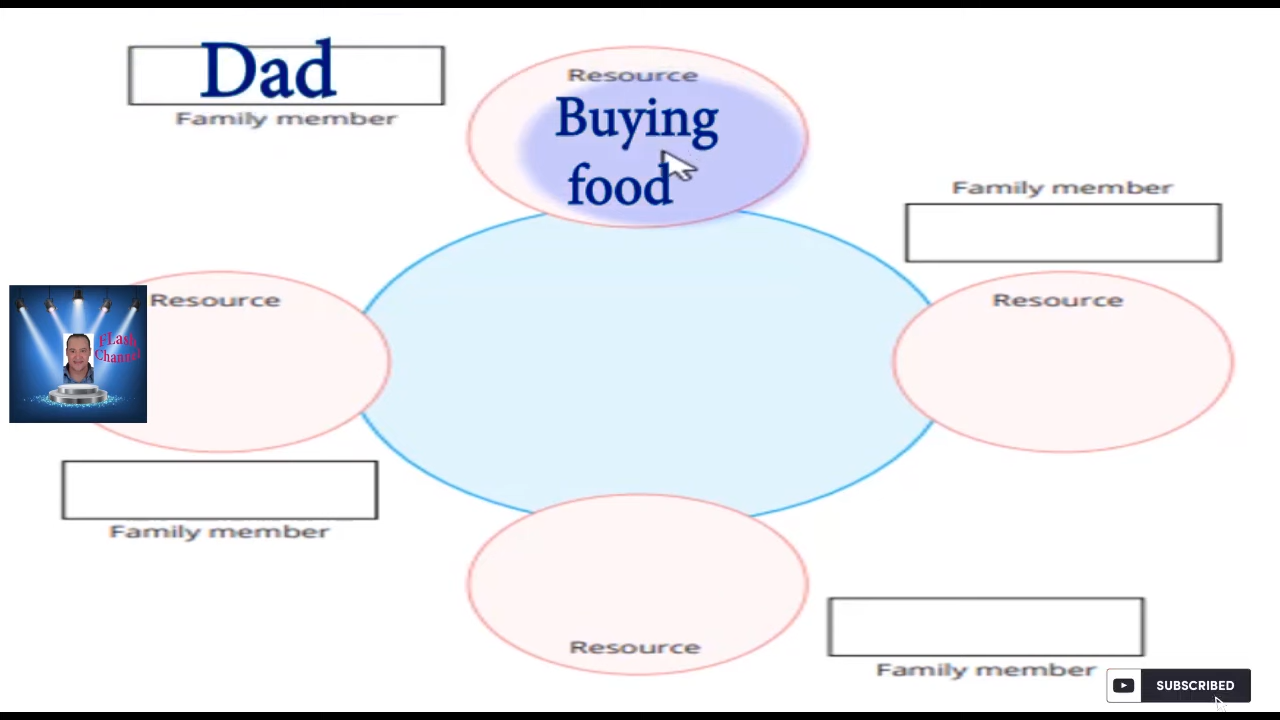 Dad
Family member
Resource
Buying
food
Family member
Resource
FLash
Channel
Resource
Family member
Resource
Family member
SUBSCRIBED